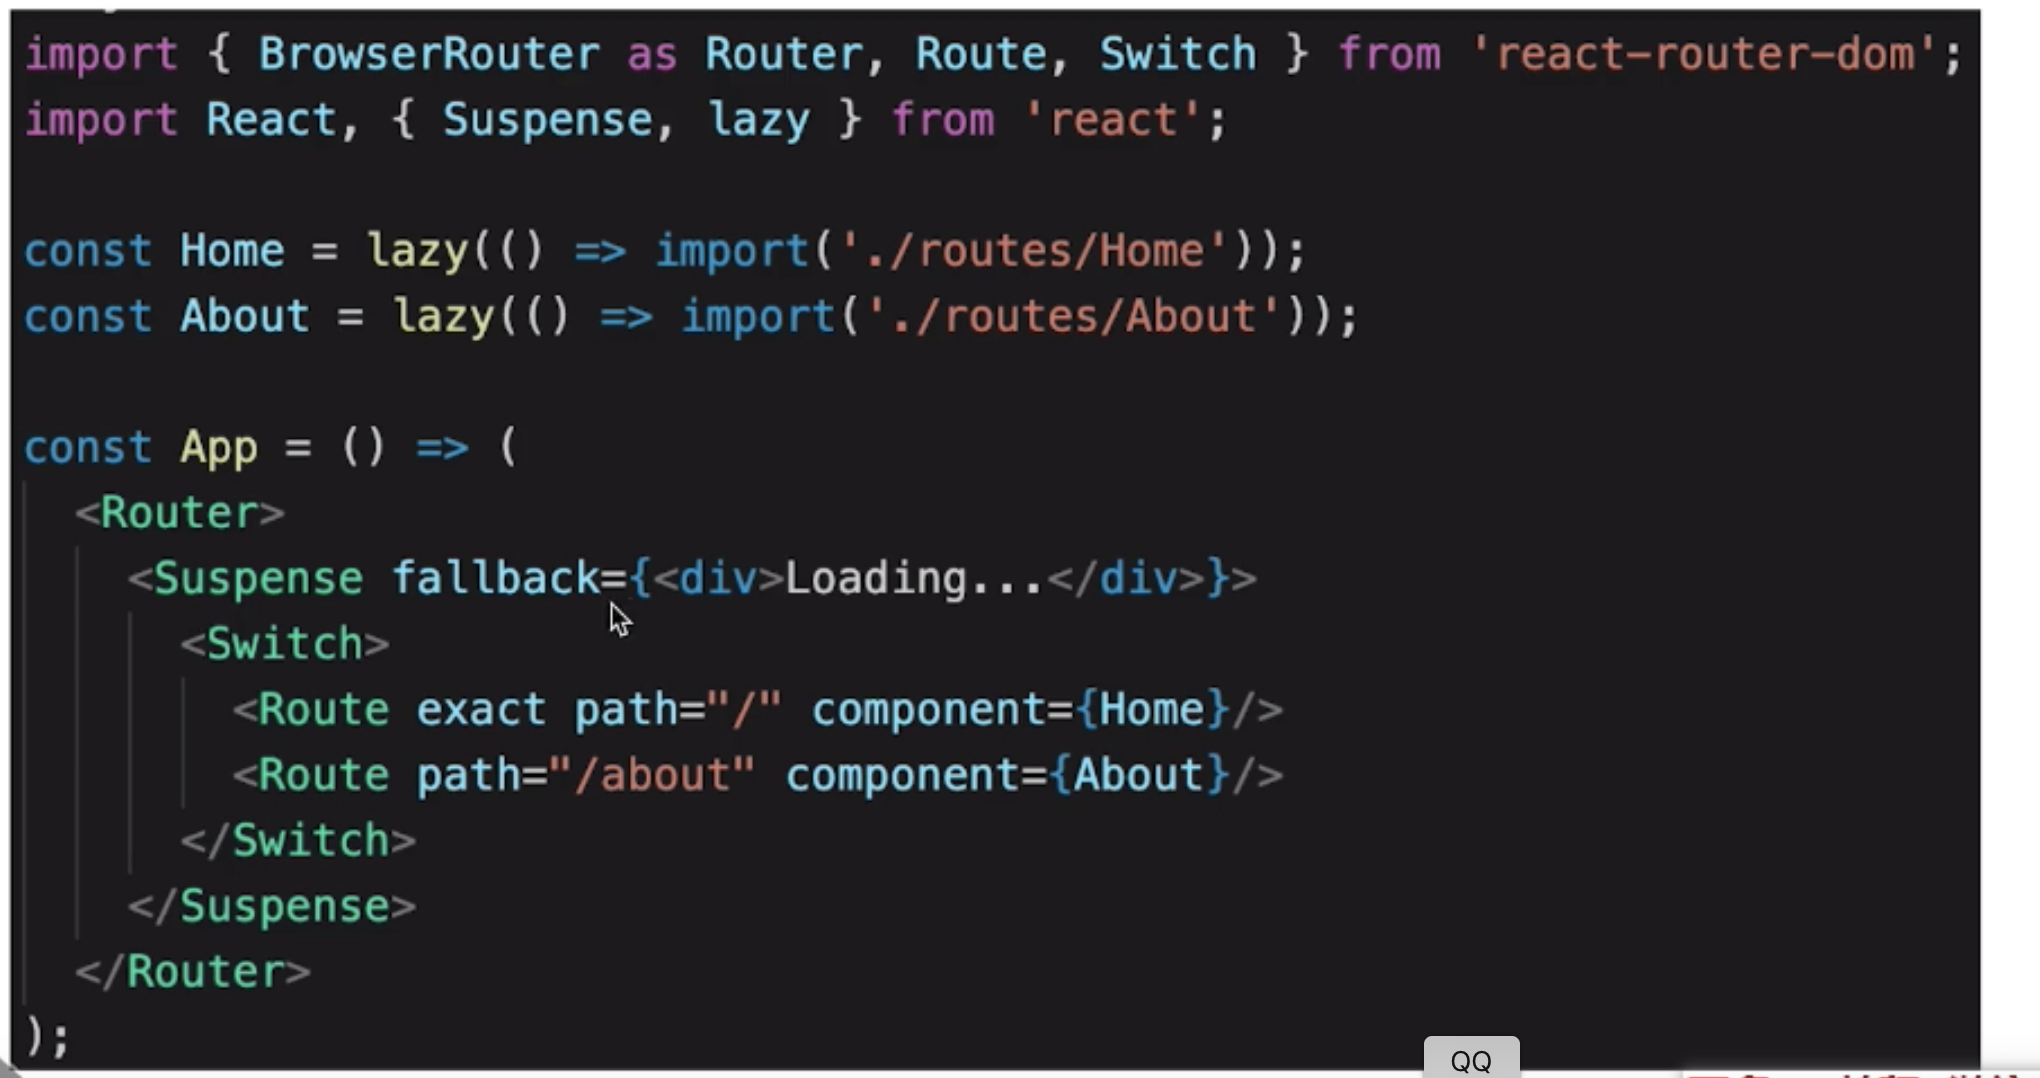 import { BrowserRouter as Router, Route, Switch } from 'react-router-dom';
import React, { Suspense, lazy } from 'react';
const Home = lazy(() => import('./routes/Home'));
const About = lazy(() => import('./routes/About'));
const App = () => (
<Router>
<Suspense fallback={<div>Loading...</div>}>
<Switch>
<Route exact path="/" component={Home}/>
<Route path="/about" component={About}/>
</Switch>
</Suspense>
</Router>
);
QQ